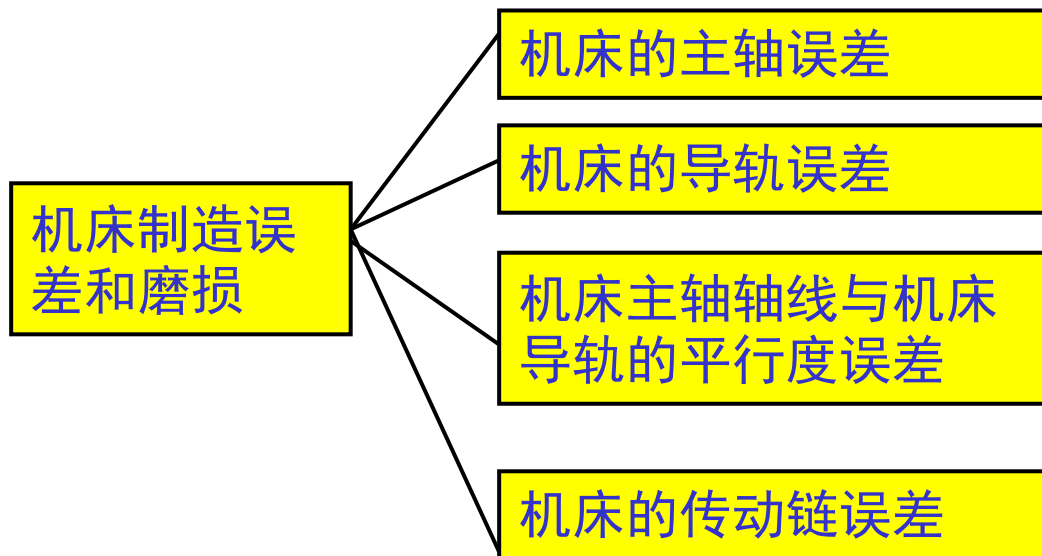 机床的主轴误差
机床的导轨误差
机床制造误
差和磨损
机床主轴轴线与机床
导轨的平行度误差
机床的传动链误差